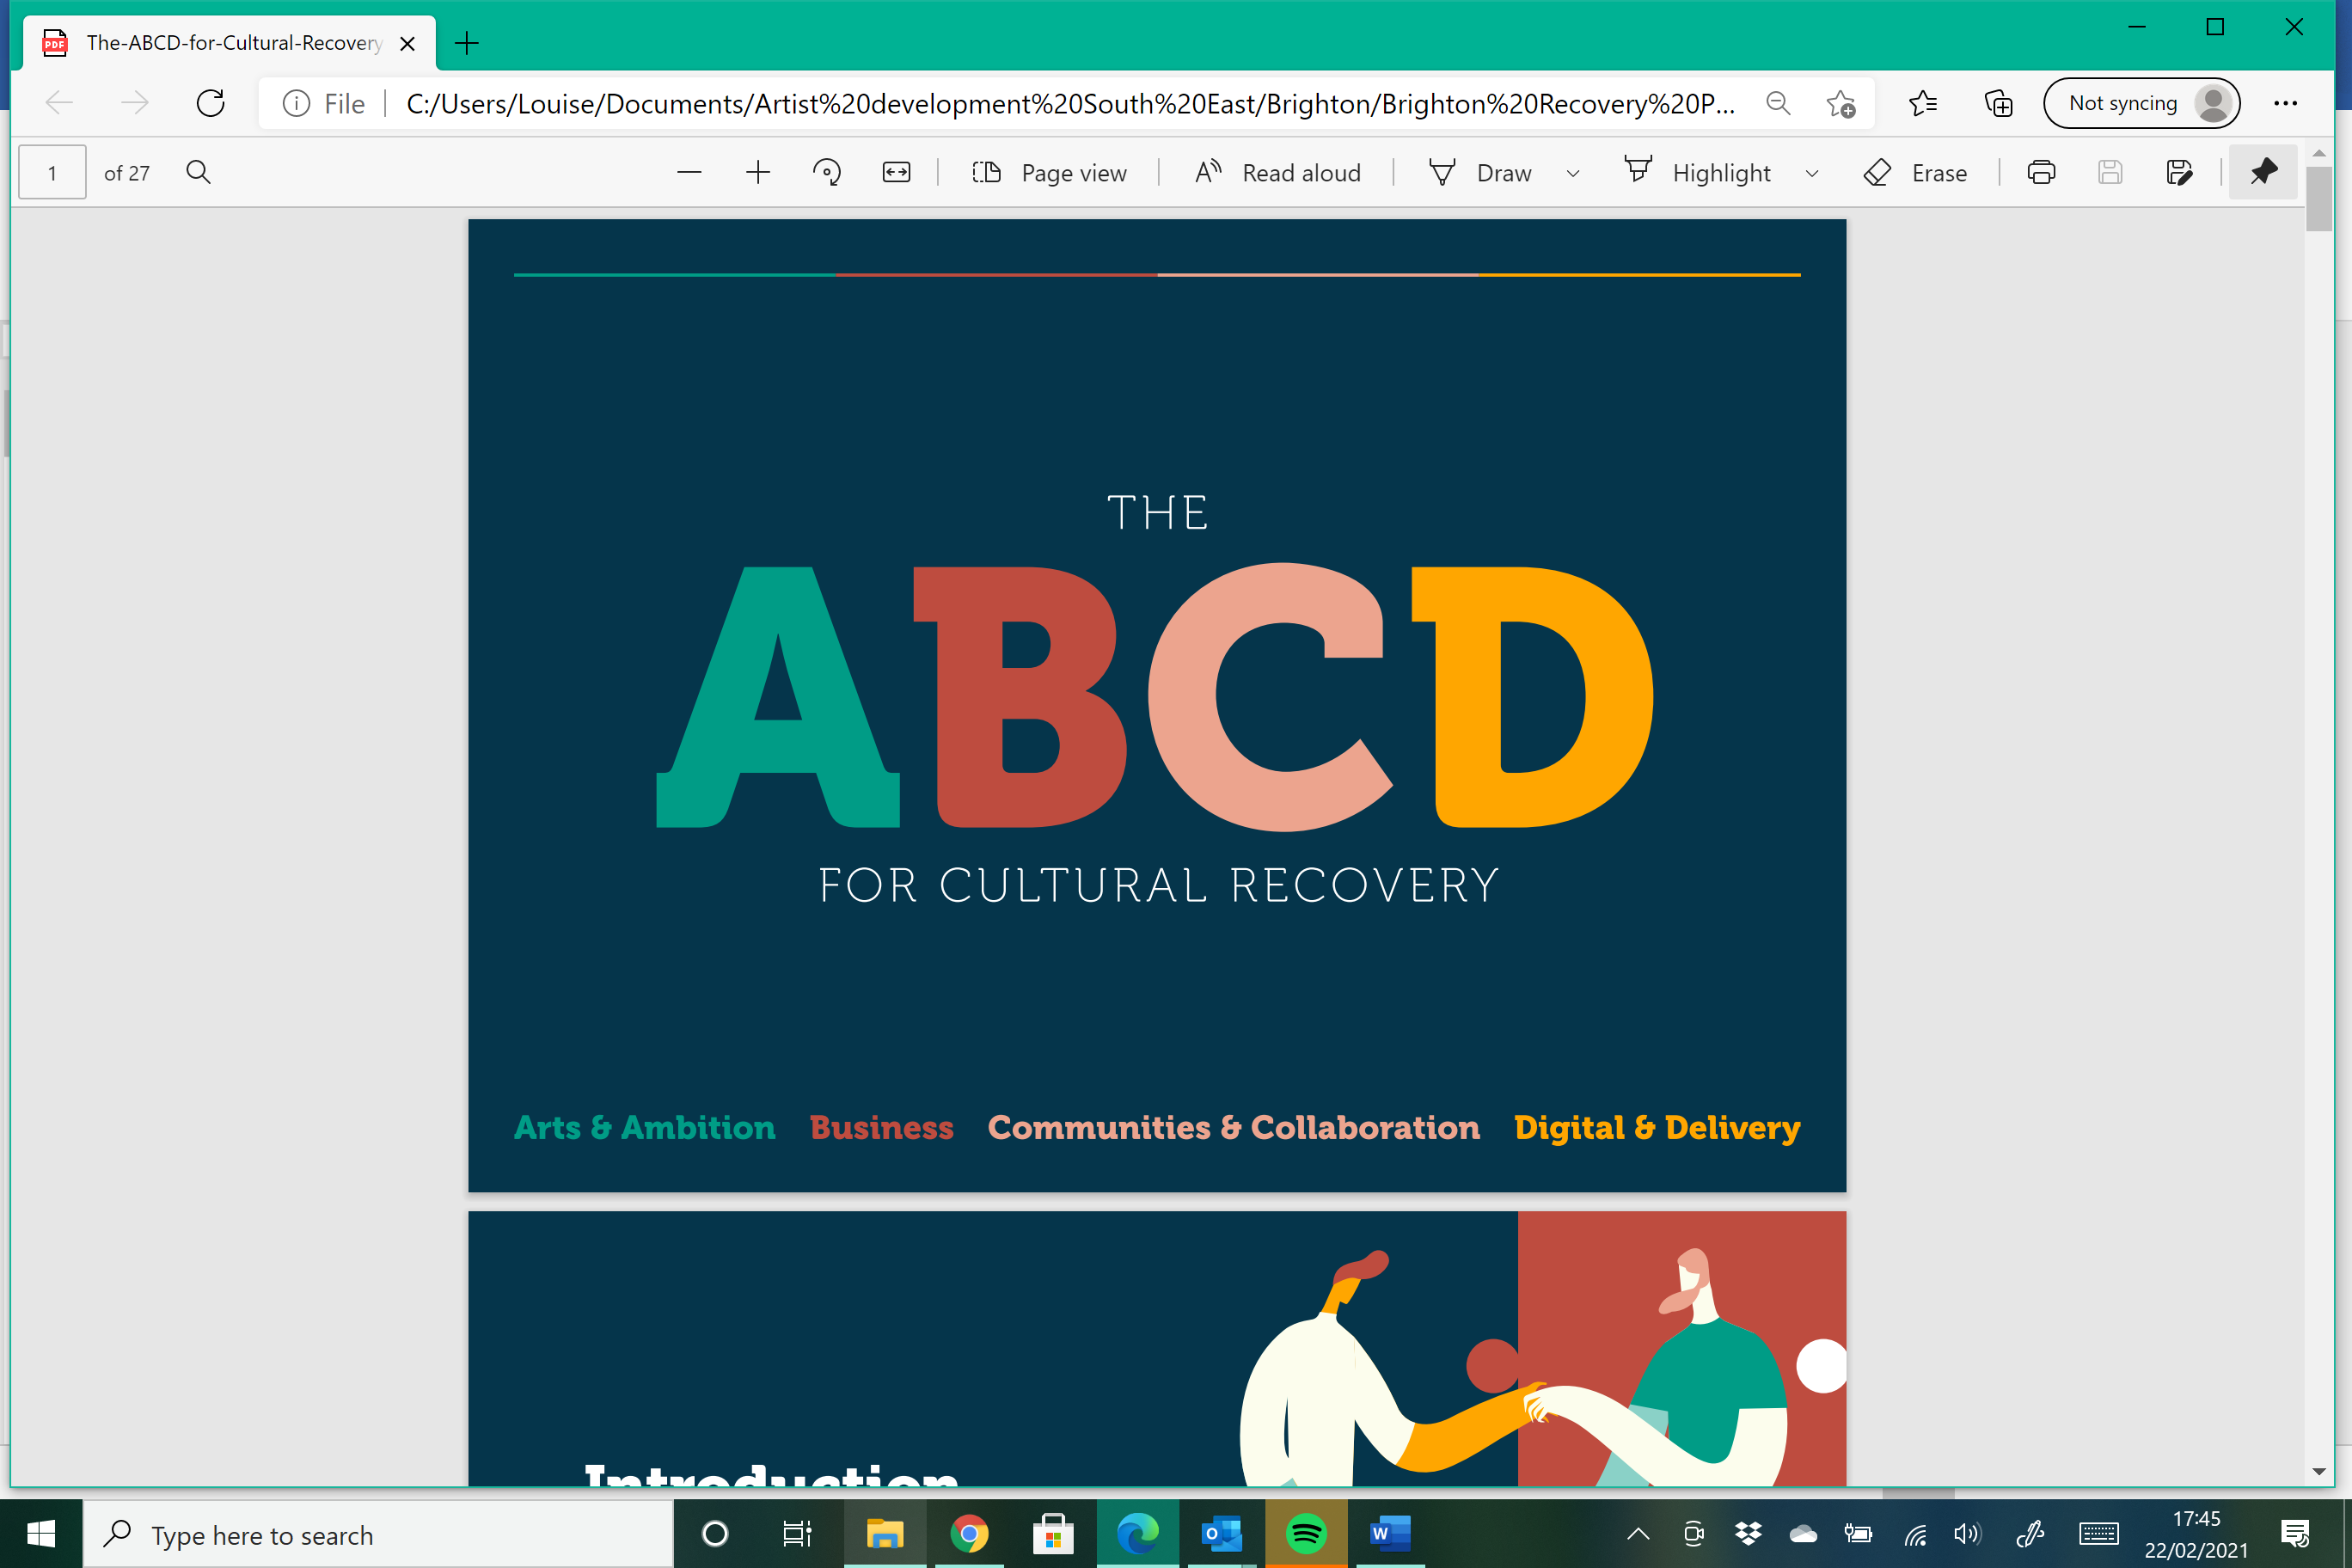 The-ABCD-for-Cultural-Recovery
File C:/Users/Louise/Documents/Artist%20development%20South%20East/Brighton/Brighton%20Recovery%20P... Not syncing
1 of 27 Page view Read aloud Draw Highlight Erase
THE
ABCD
FOR CULTURAL RECOVERY
Arts & Ambition Business Communities & Collaboration Digital & Delivery
Introduction
Type here to search
17:45
22/02/2021